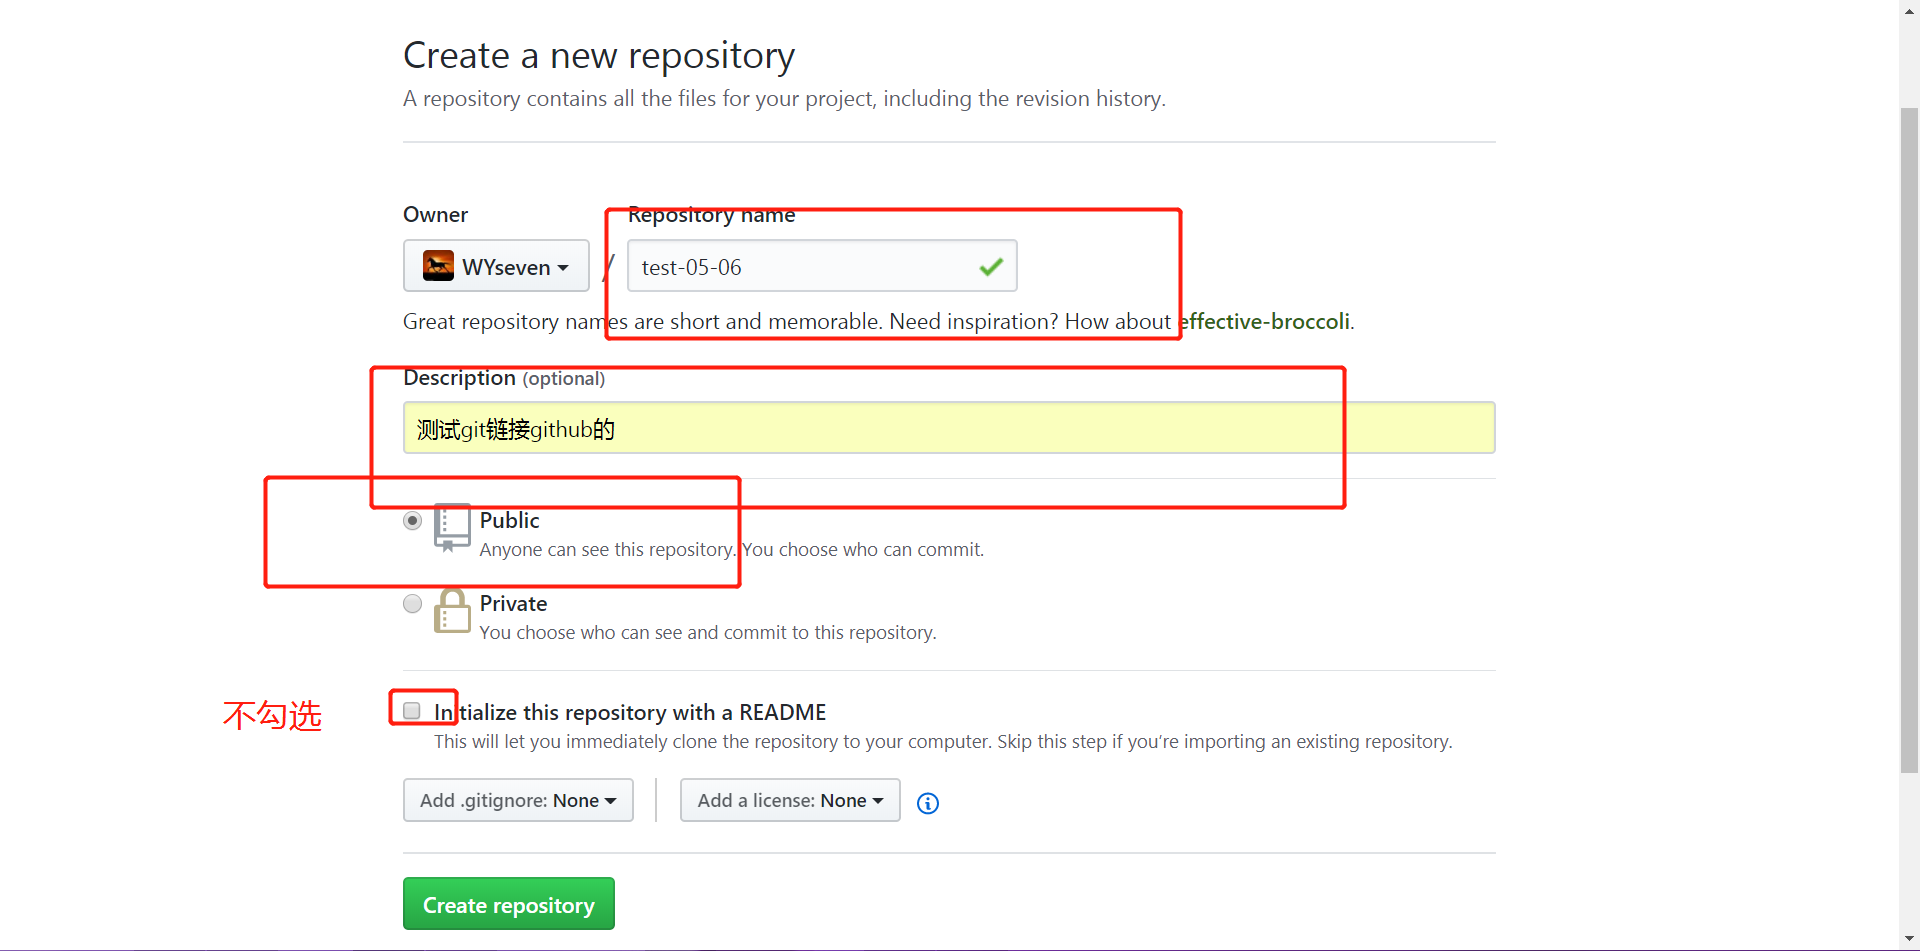 Create a new repository
A repository contains all the files for your project, including the revision history.
Owner
Repository name
WYseven / test-05-06
Great repository names are short and memorable. Need inspiration? How about effective-broccoli.
Description (optional)
测试git链接github的
Public
Anyone can see this repository. You choose who can commit.
Private
You choose who can see and commit to this repository.
不勾选
Initialize this repository with a README
This will let you immediately clone the repository to your computer. Skip this step if you’re importing an existing repository.
Add .gitignore: None
Add a license: None
Create repository